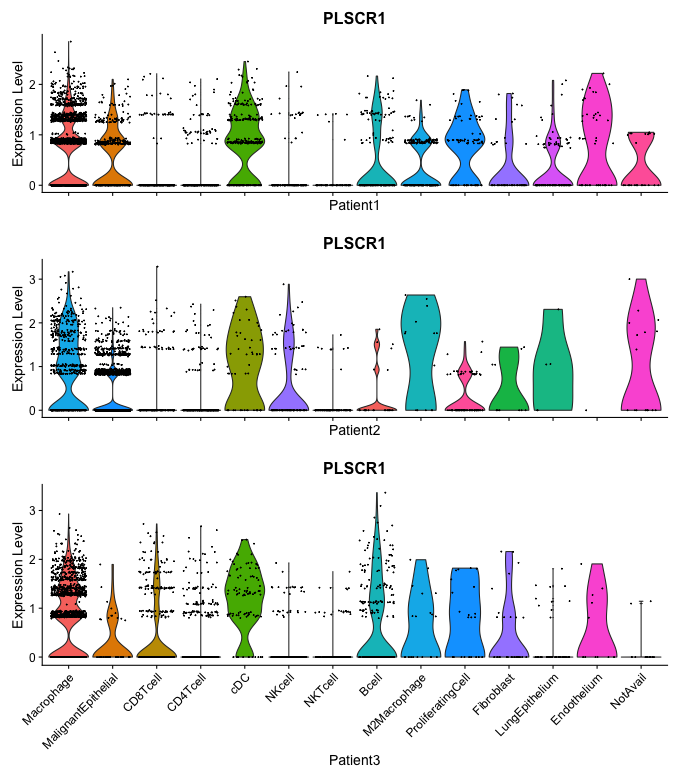 PLSCR1
Expression Level
2
1
0
Patient1
PLSCR1
Expression Level
3
2
1
0
Patient2
PLSCR1
Expression Level
3
2
1
0
Macrophage
MalignantEpithelial
CD8Tcell
CD4Tcell
cDC
NKcell
NKTcell
Bcell
M2Macrophage
ProliferatingCell
Fibroblast
LungEpithelium
Endothelium
NotAvail
Patient3